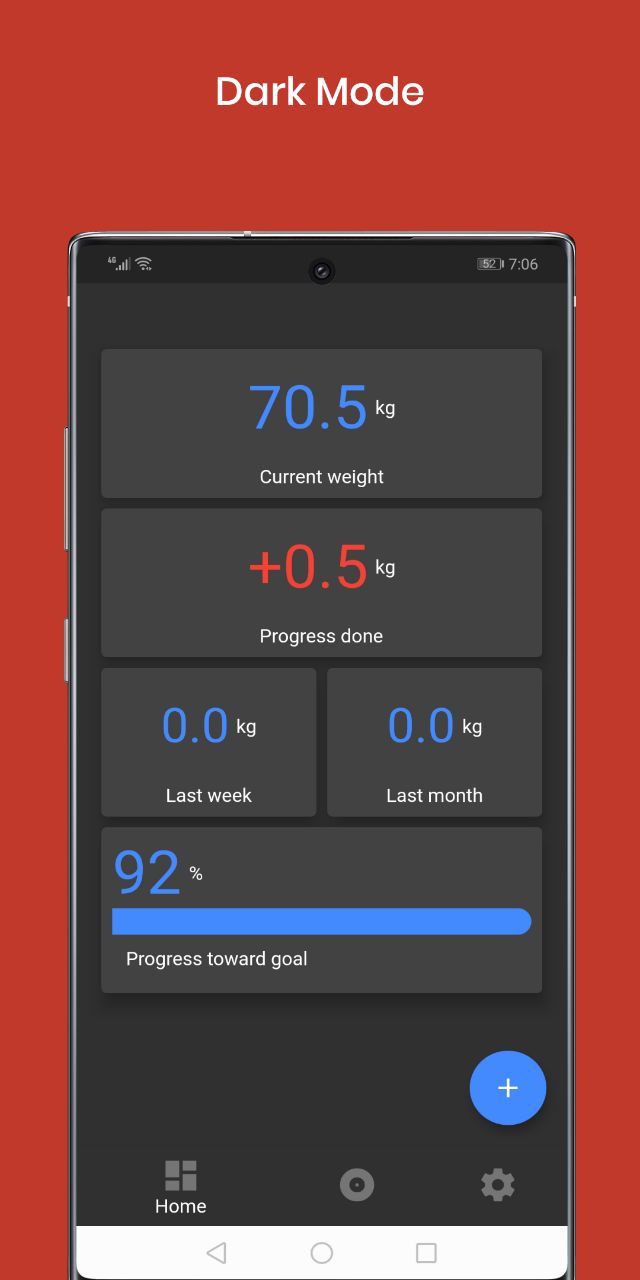 Dark Mode
4G 52 7:06
70.5 kg
Current weight
+0.5 kg
Progress done
0.0 kg 0.0 kg
Last week Last month
92 %
Progress toward goal
+
Home